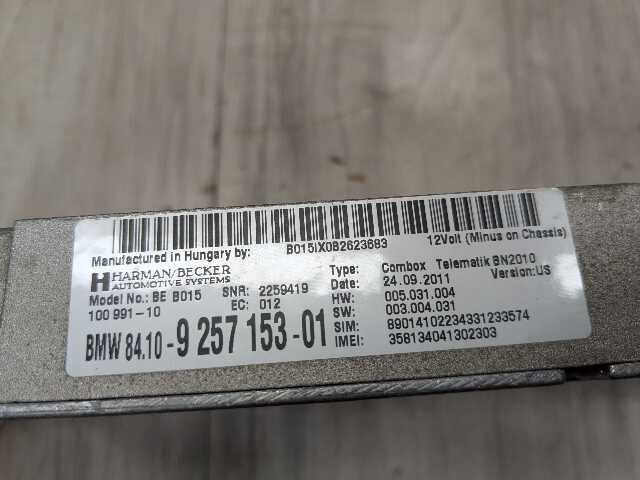 Manufactured in Hungary by: B015IX0B2623683 12Volt (Minus on Chassis)
HARMAN/BECKER
AUTOMOTIVE SYSTEMS
Type: Combox Telematik BN2010
Date: 24.09.2011 Version: US
Model No.: BE B015 SNR: 2259419 HW: 005.031.004
100 991-10 EC: 012 SW: 003.004.031
SIM: 89014102234331233574
BMW 84.10-9 257 153-01 IMEI: 358134041302303